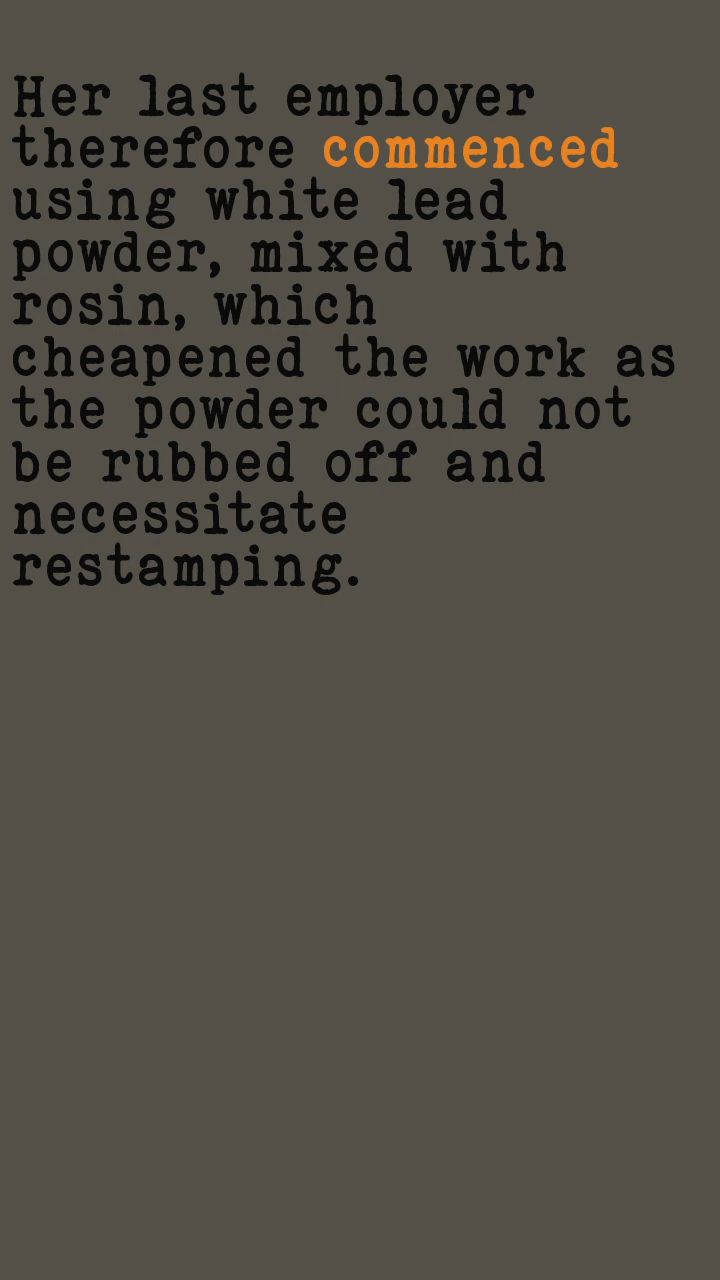 Her last employer
therefore commenced
using white lead
powder, mixed with
rosin, which
cheapened the work as
the powder could not
be rubbed off and
necessitate
restamping.